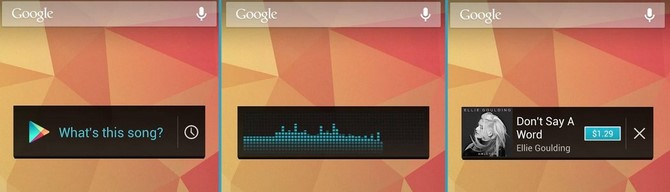 Google
What's this song?
Google
Google
ELLIE GOULDING
Don't Say A
Word
Ellie Goulding
$1.29